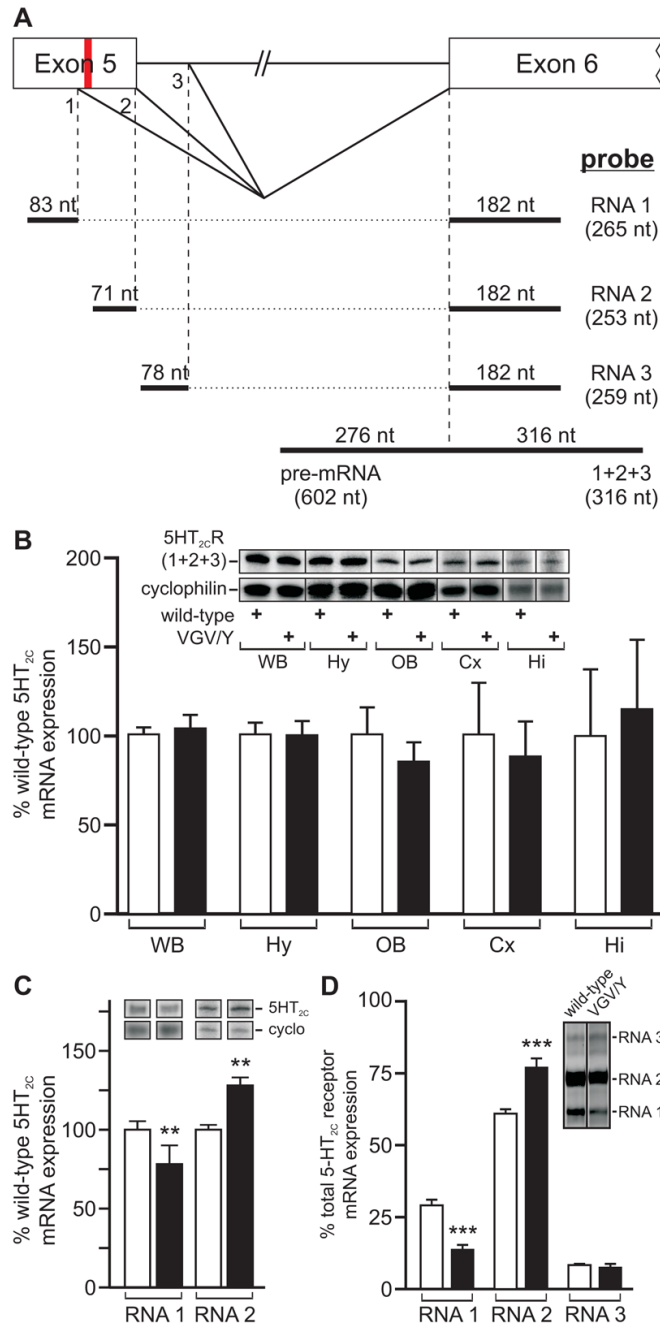 A
Exon 5
Exon 6
1
2
3
//
probe
83 nt
182 nt
RNA 1
(265 nt)
71 nt
182 nt
RNA 2
(253 nt)
78 nt
182 nt
RNA 3
(259 nt)
276 nt
316 nt
pre-mRNA
(602 nt)
1+2+3
(316 nt)
B
% wild-type 5HT2C
mRNA expression
200
150
100
50
0
5HT2CR
(1+2+3)
cyclophilin
wild-type + + + + +
VGV/Y + + + + +
WB Hy OB Cx Hi
WB Hy OB Cx Hi
C
% wild-type 5HT2C
mRNA expression
150
100
50
0
5HT2C
cyclo
**
**
RNA 1 RNA 2
D
% total 5-HT2C receptor
mRNA expression
100
75
50
25
0
wild-type
VGV/Y
RNA 3
RNA 2
RNA 1
***
***
RNA 1 RNA 2 RNA 3